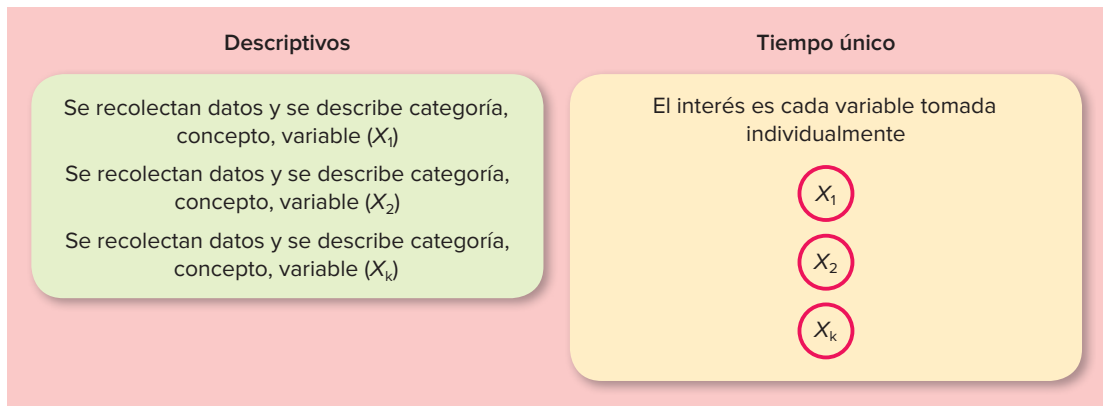 Descriptivos
Se recolectan datos y se describe categoría,
concepto, variable (X₁)
Se recolectan datos y se describe categoría,
concepto, variable (X₂)
Se recolectan datos y se describe categoría,
concepto, variable (Xₖ)
Tiempo único
El interés es cada variable tomada
individualmente
X₁
X₂
Xₖ